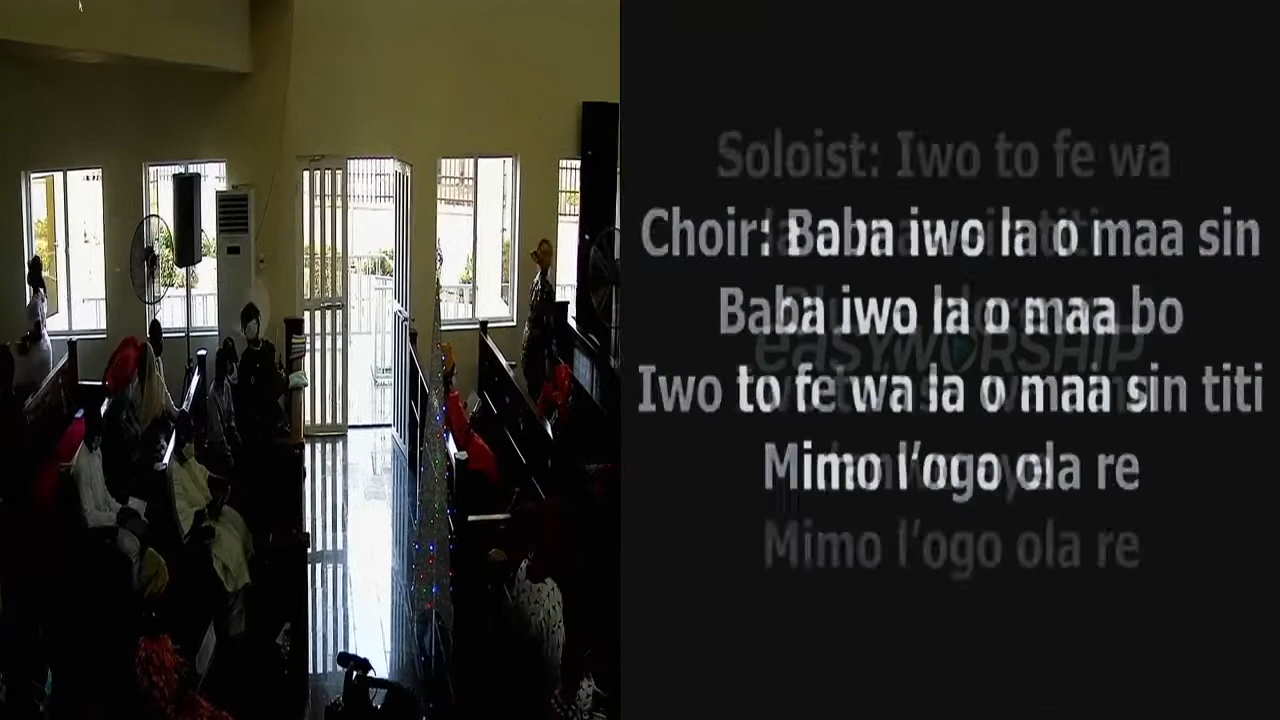 Soloist: Iwo to fe wa
Choir: Baba iwo la o maa sin
Baba iwo la o maa bo
easyWORSHIP
Iwo to fe wa la o maa sin titi
Mimo l’ogo ola re
Mimo l’ogo ola re